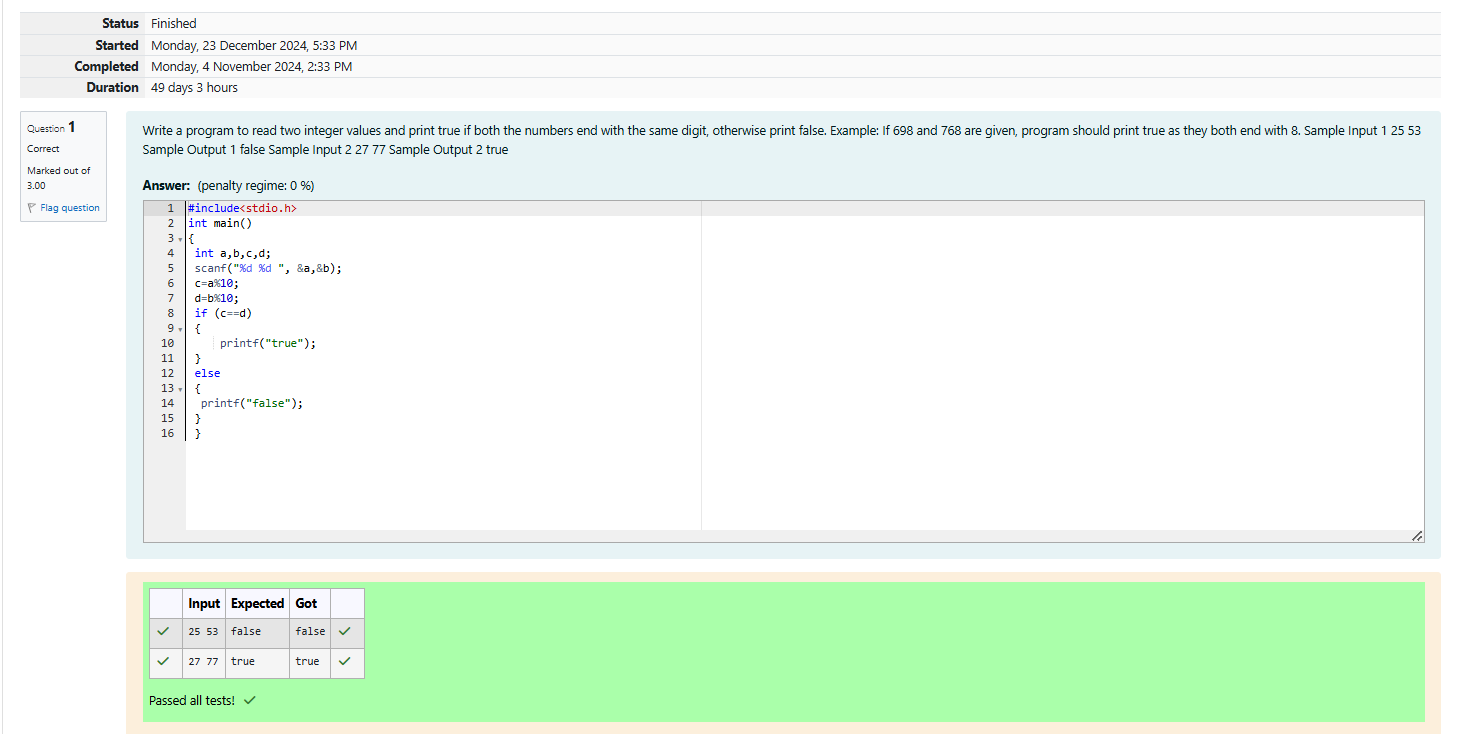 Status Finished
Started Monday, 23 December 2024, 5:33 PM
Completed Monday, 4 November 2024, 2:33 PM
Duration 49 days 3 hours
Question 1
Correct
Marked out of
3.00
Flag question
Write a program to read two integer values and print true if both the numbers end with the same digit, otherwise print false. Example: If 698 and 768 are given, program should print true as they both end with 8. Sample Input 1 25 53
Sample Output 1 false Sample Input 2 27 77 Sample Output 2 true
Answer: (penalty regime: 0 %)
1 #include<stdio.h>
2 int main()
3 {
4 int a,b,c,d;
5 scanf("%d %d ", &a,&b);
6 c=a%10;
7 d=b%10;
8 if (c==d)
9 {
10 printf("true");
11 }
12 else
13 {
14 printf("false");
15 }
16 }
Input Expected Got
25 53 false false
27 77 true true
Passed all tests!